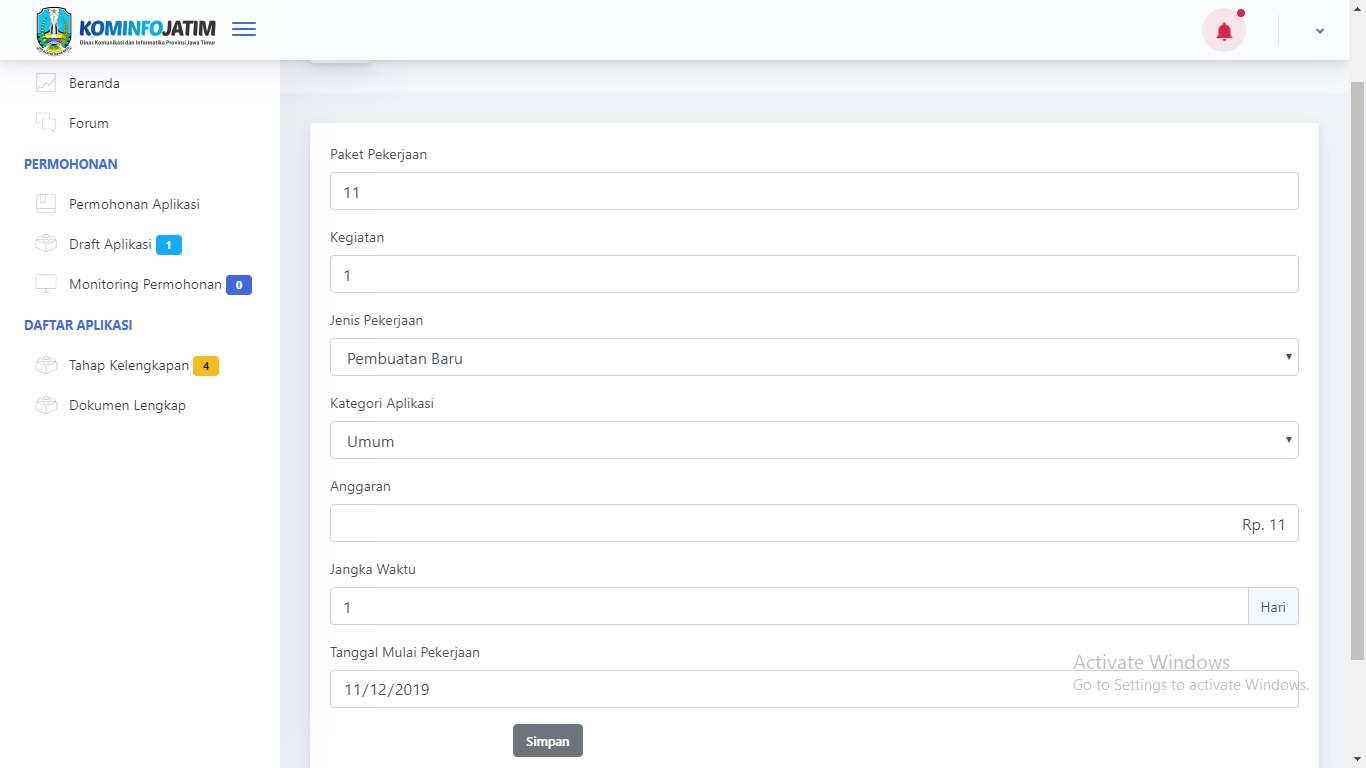 KOMINFOJATIM
Dinas Komunikasi dan Informatika Provinsi Jawa Timur
Beranda
Forum
PERMOHONAN
Permohonan Aplikasi
Draft Aplikasi 1
Monitoring Permohonan 0
DAFTAR APLIKASI
Tahap Kelengkapan 4
Dokumen Lengkap
Paket Pekerjaan
11
Kegiatan
1
Jenis Pekerjaan
Pembuatan Baru
Kategori Aplikasi
Umum
Anggaran
Rp. 11
Jangka Waktu
1 Hari
Tanggal Mulai Pekerjaan
11/12/2019
Simpan
Activate Windows
Go to Settings to activate Windows.